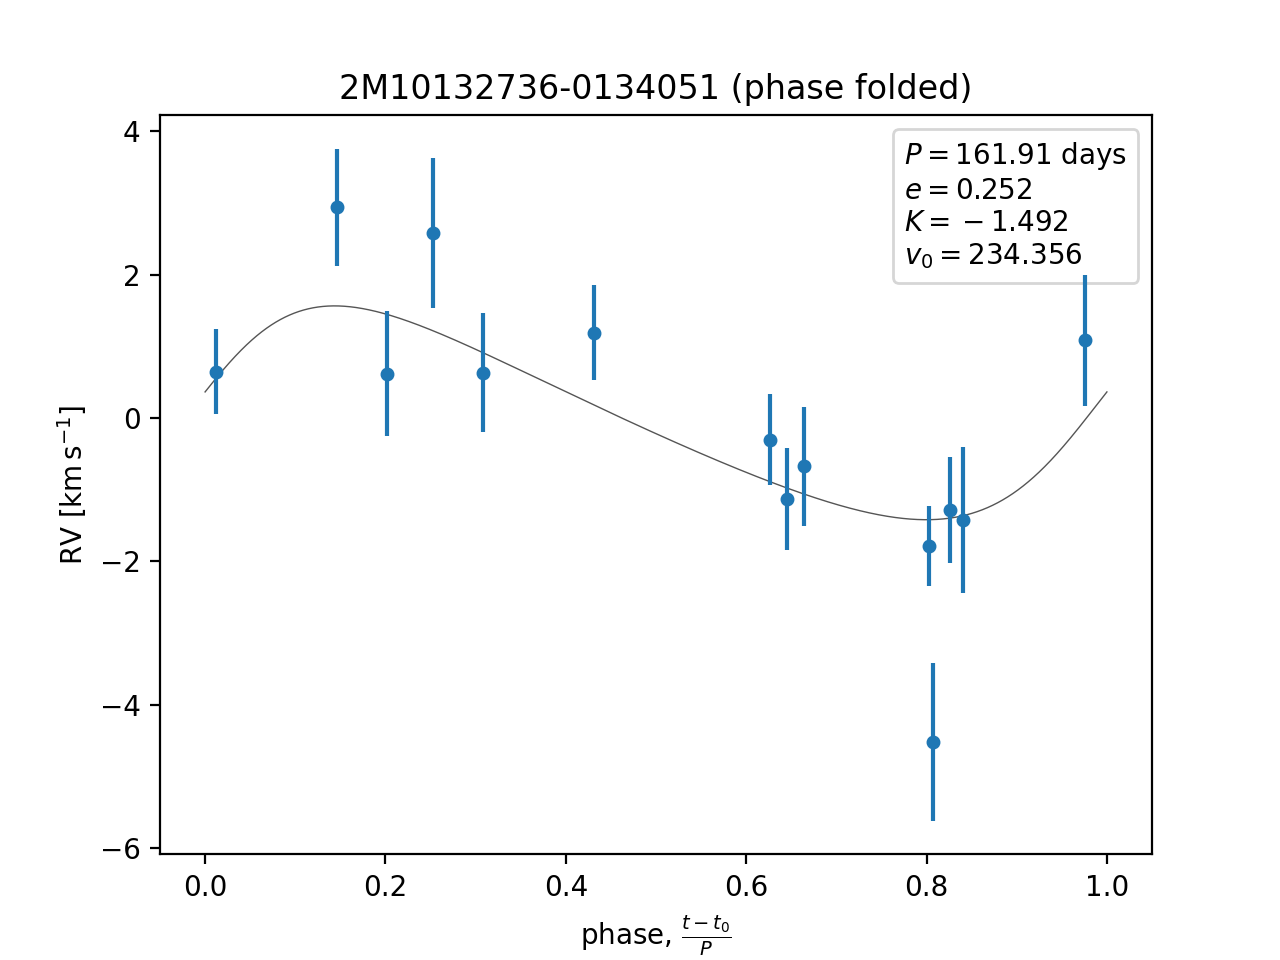 2M10132736-0134051 (phase folded)
P = 161.91 days
e = 0.252
K = −1.492
v₀ = 234.356
RV [km s⁻¹]
4
2
0
−2
−4
−6
0.0 0.2 0.4 0.6 0.8 1.0
phase, (t − t₀)/P